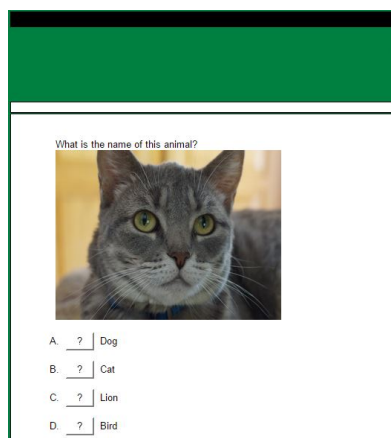 What is the name of this animal?
A. ? Dog
B. ? Cat
C. ? Lion
D. ? Bird